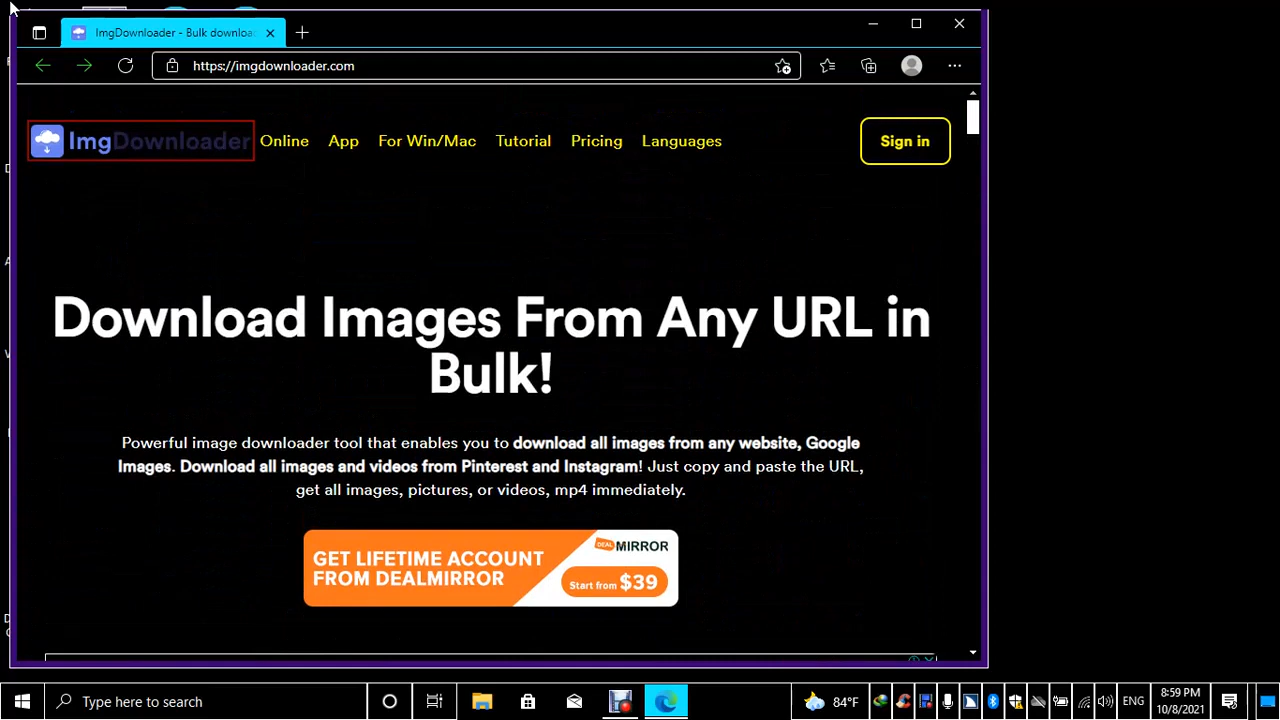 ImgDownloader - Bulk downloa
https://imgdownloader.com
ImgDownloader Online App For Win/Mac Tutorial Pricing Languages Sign in
Download Images From Any URL in
Bulk!
Powerful image downloader tool that enables you to download all images from any website, Google
Images. Download all images and videos from Pinterest and Instagram! Just copy and paste the URL,
get all images, pictures, or videos, mp4 immediately.
GET LIFETIME ACCOUNT
FROM DEALMIRROR
DEAL MIRROR
Start from $39
Type here to search
84°F
ENG
8:59 PM
10/8/2021